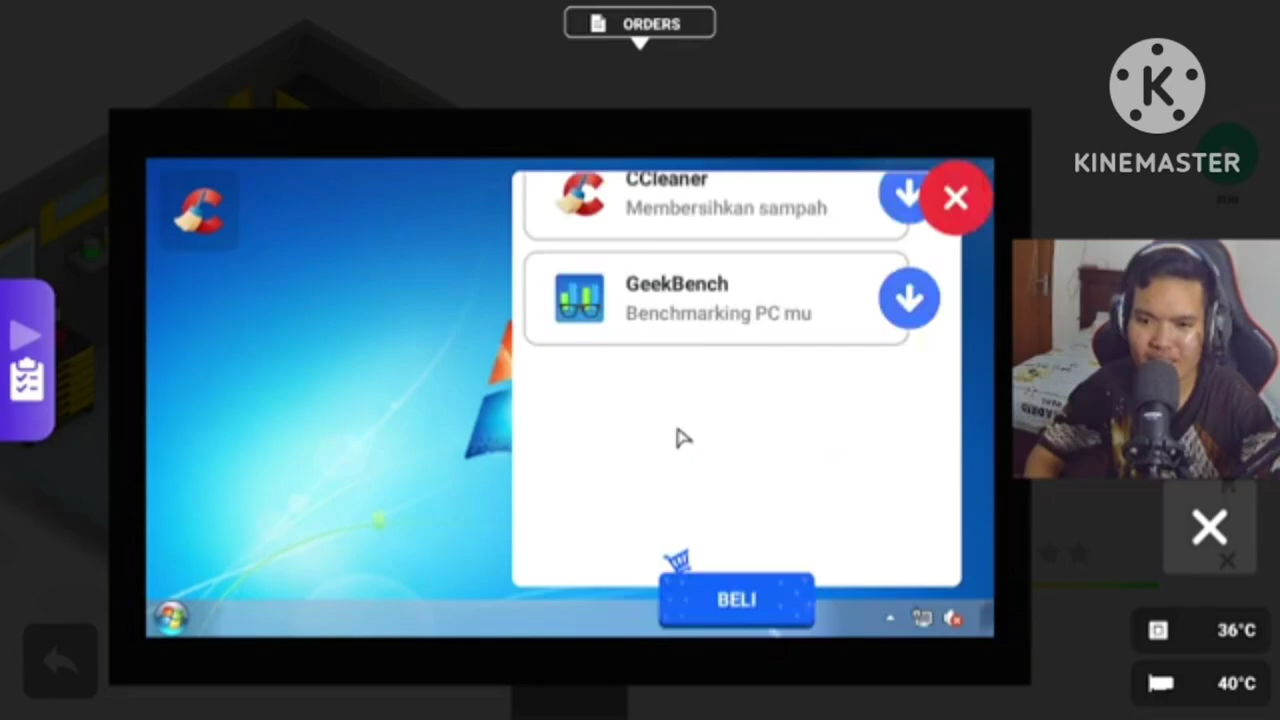 ORDERS
KINEMASTER
CCleaner
Membersihkan sampah
GeekBench
Benchmarking PC mu
BELI
36°C
40°C